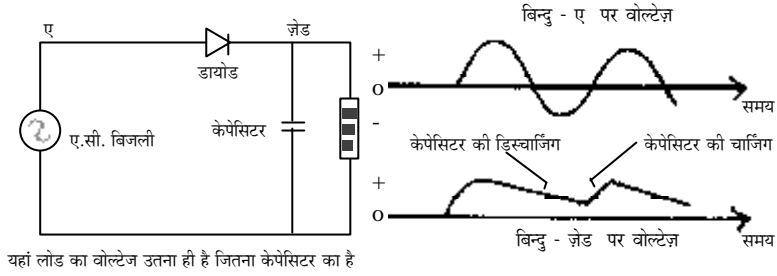 ए
ज़ेड
डायोड
ए.सी. बिजली
केपेसिटर
यहां लोड का वोल्टेज उतना ही है जितना केपेसिटर का है
बिन्दु - ए पर वोल्टेज़
+
o
-
समय
केपेसिटर की डिस्चार्जिंग
केपेसिटर की चार्जिंग
+
o
समय
बिन्दु - ज़ेड पर वोल्टेज़